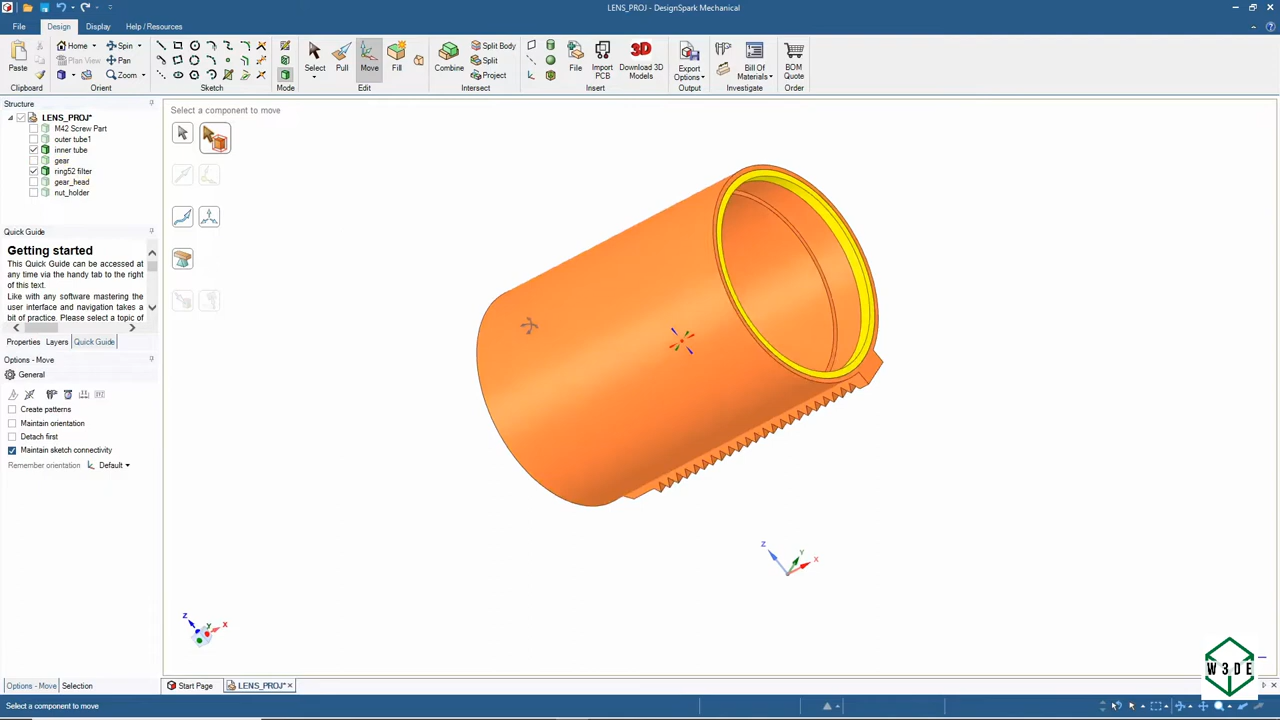 LENS_PROJ - DesignSpark Mechanical
File Design Display Help / Resources
Home Spin
Plan View Pan
Zoom
Paste
Select Pull Move Fill
Combine
Split Body
Split
Project
File Import PCB Download 3D Models
Export Options
Bill Of Materials
BOM Quote
Clipboard Orient Sketch Mode Edit Intersect Insert Output Investigate Order
Structure
LENS_PROJ*
M42 Screw Part
outer tube1
inner tube
gear
ring52 filter
gear_head
nut_holder
Select a component to move
Quick Guide
Getting started
This Quick Guide can be accessed at
any time via the handy tab to the right
of this text.
Like with any software mastering the
user interface and navigation takes a
bit of practice. Please select a topic of
Properties Layers Quick Guide
Options - Move
General
Create patterns
Maintain orientation
Detach first
Maintain sketch connectivity
Remember orientation Default
Z Y X
Z Y X
W3DE
Options - Move Selection
Start Page LENS_PROJ*
Select a component to move